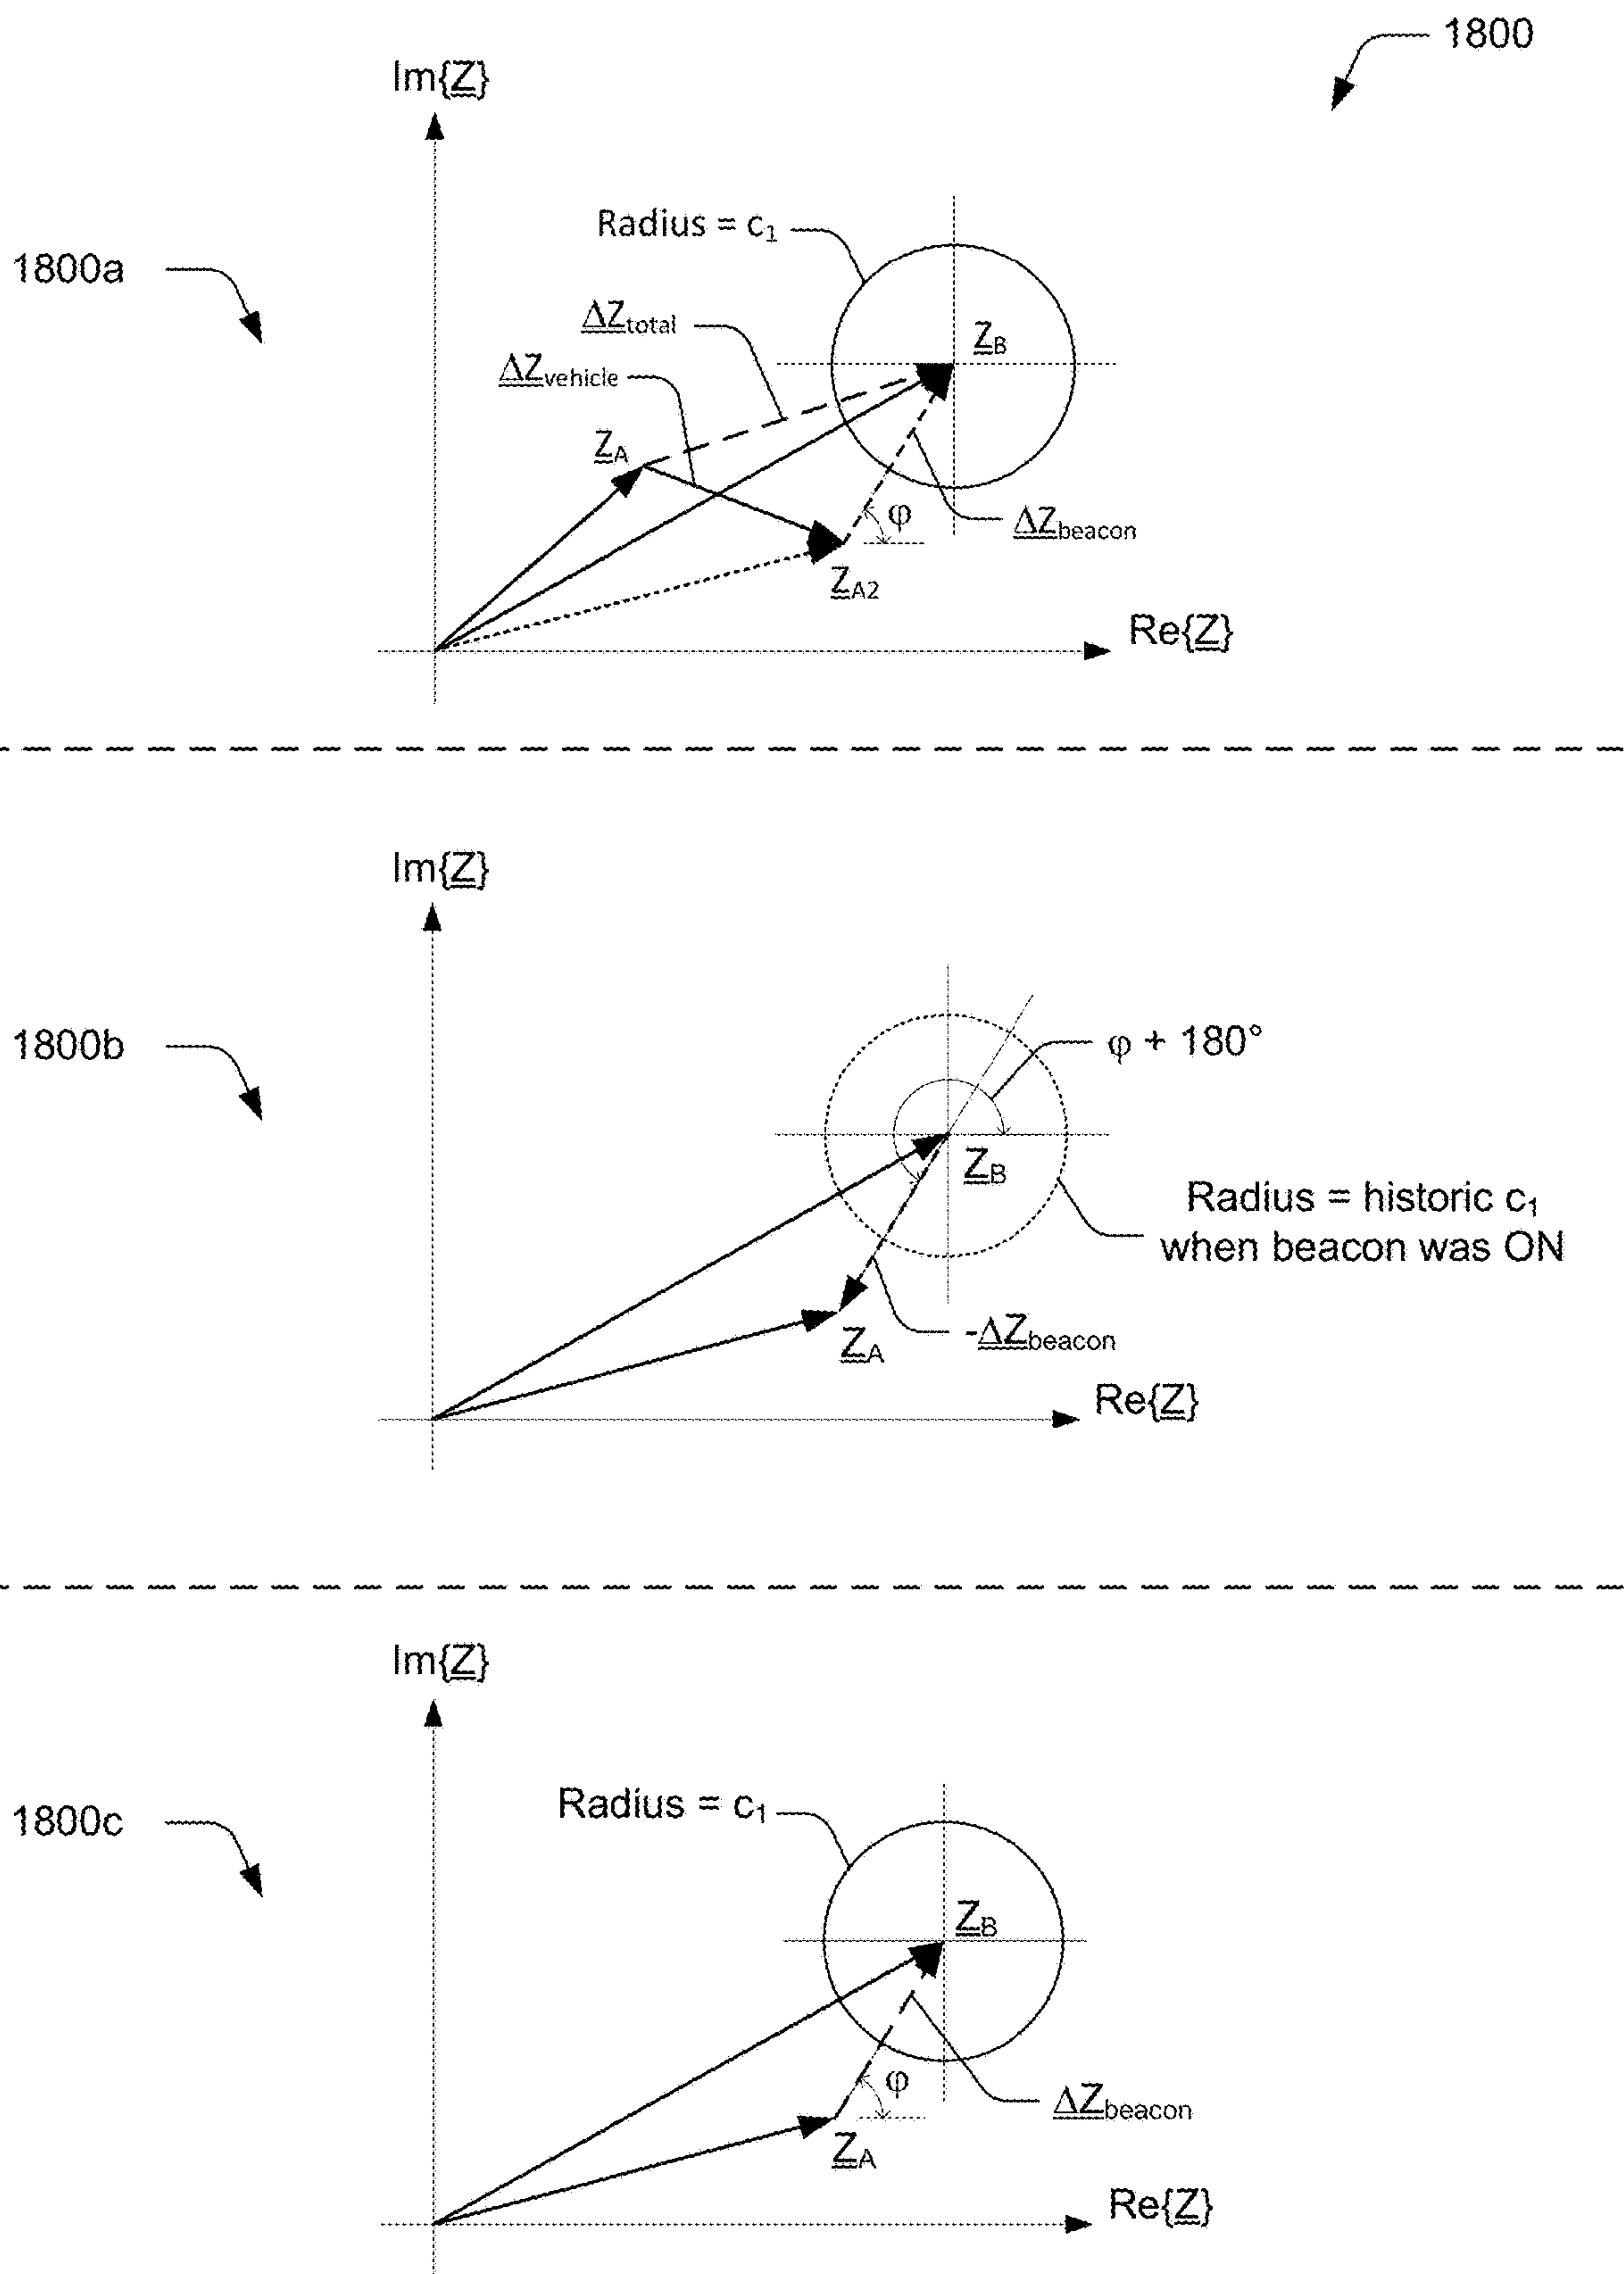 1800
Im{Z}
Radius = c₁
1800a
ΔZtotal
ZB
ΔZvehicle
ZA
φ
ΔZbeacon
ZA2
Re{Z}
Im{Z}
1800b
φ + 180°
ZB
Radius = historic c₁
when beacon was ON
-ΔZbeacon
ZA
Re{Z}
Im{Z}
Radius = c₁
1800c
ZB
φ
ΔZbeacon
ZA
Re{Z}